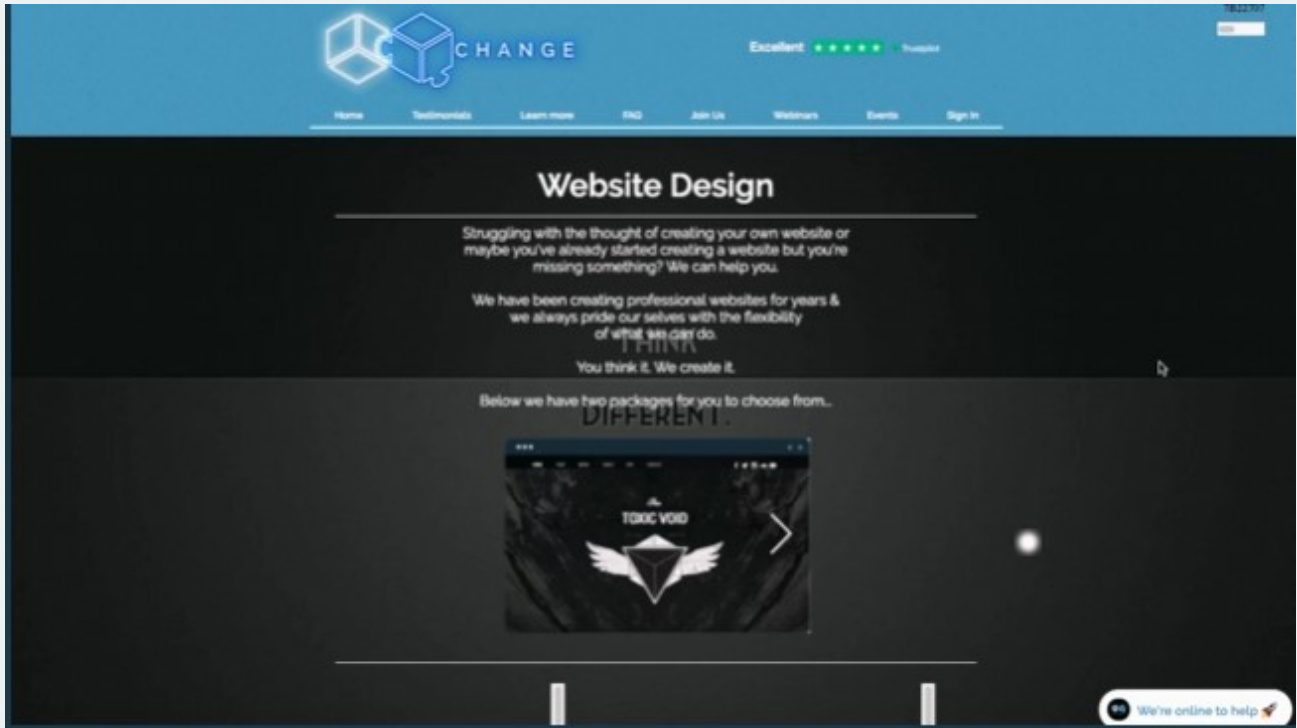 CHANGE
Excellent
Trustpilot
Home Testimonials Learn more FAQ Join Us Webinars Events Sign In
Website Design
Struggling with the thought of creating your own website or
maybe you've already started creating a website but you're
missing something? We can help you.
We have been creating professional websites for years &
we always pride our selves with the flexibility
of what we can do.
THINK
You think it. We create it.
Below we have two packages for you to choose from...
DIFFERENT.
The
TOXIC VOID
We're online to help 🚀